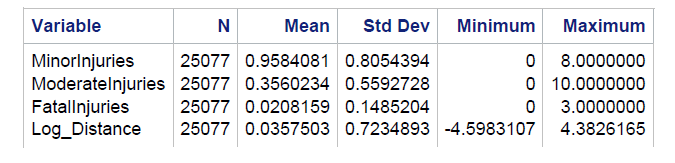 Variable N Mean Std Dev Minimum Maximum
MinorInjuries 25077 0.9584081 0.8054394 0 8.0000000
ModerateInjuries 25077 0.3560234 0.5592728 0 10.0000000
FatalInjuries 25077 0.0208159 0.1485204 0 3.0000000
Log_Distance 25077 0.0357503 0.7234893 -4.5983107 4.3826165